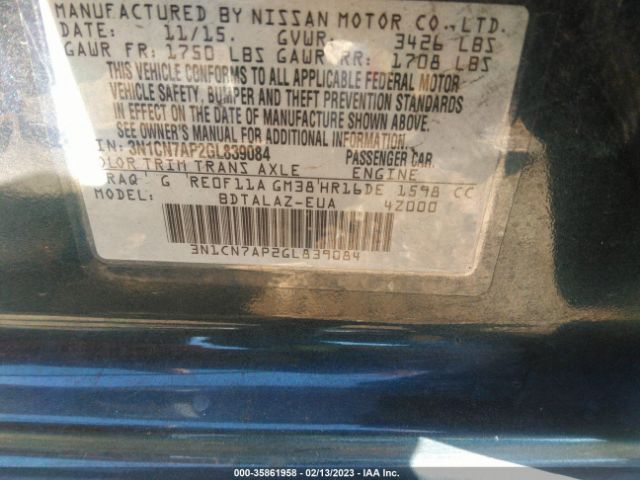 MANUFACTURED BY NISSAN MOTOR CO., LTD.
DATE: 11/15. GVWR: 3426 LBS
GAWR FR: 1750 LBS GAWR RR: 1708 LBS
THIS VEHICLE CONFORMS TO ALL APPLICABLE FEDERAL MOTOR
VEHICLE SAFETY, BUMPER AND THEFT PREVENTION STANDARDS
IN EFFECT ON THE DATE OF MANUFACTURE SHOWN ABOVE.
SEE OWNER'S MANUAL FOR ADDITIONAL INFORMATION.
IN: 3N1CN7AP2GL839084 PASSENGER CAR.
OLOR TRIM TRANS AXLE ENGINE
RAQ G RE0F11A GM38 HR16DE 1598 CC
MODEL: BDTALAZ-EUA 42000
3N1CN7AP2GL839084
000-35861958 - 02/13/2023 - IAA Inc.